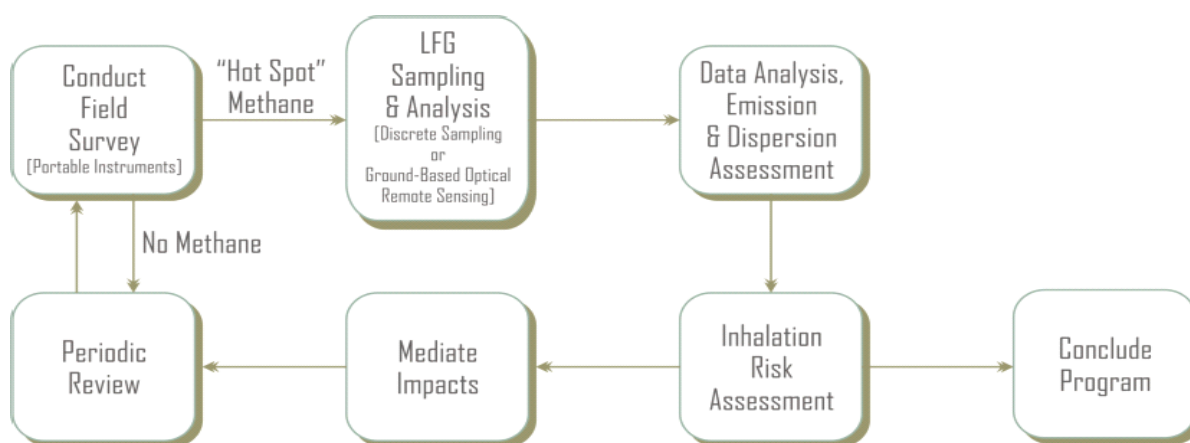 Conduct
Field
Survey
[Portable Instruments]
“Hot Spot”
Methane
LFG
Sampling
& Analysis
[Discrete Sampling
or
Ground-Based Optical
Remote Sensing]
Data Analysis,
Emission
& Dispersion
Assessment
No Methane
Periodic
Review
Mediate
Impacts
Inhalation
Risk
Assessment
Conclude
Program